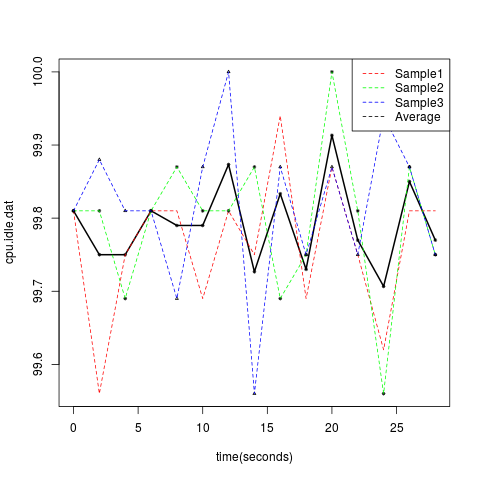 Sample1
Sample2
Sample3
Average
100.0
99.9
99.8
99.7
99.6
cpu.idle.dat
0 5 10 15 20 25
time(seconds)